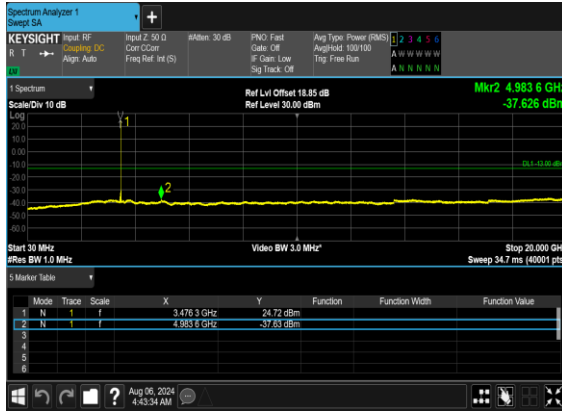 Spectrum Analyzer 1
Swept SA
+
KEYSIGHT Input: RF Input Z: 50 Ω #Atten: 30 dB PNO: Fast Avg Type: Power (RMS) 1 2 3 4 5 6
R T Coupling: DC Corr CCorr Gate: Off Avg|Hold: 100/100 A W W W W W
Align: Auto Freq Ref: Int (S) IF Gain: Low Trig: Free Run
LU Sig Track: Off A N N N N N
1 Spectrum Ref Lvl Offset 18.85 dB Mkr2 4.983 6 GHz
Scale/Div 10 dB Ref Level 30.00 dBm -37.626 dBm
Log
20.0
10.0
0.00
-10.0
DL1 -13.00 dBm
-20.0
-30.0
-40.0
-50.0
-60.0
1
2
Start 30 MHz Video BW 3.0 MHz* Stop 20.000 GHz
#Res BW 1.0 MHz Sweep 34.7 ms (40001 pts)
5 Marker Table
Mode Trace Scale X Y Function Function Width Function Value
1 N 1 f 3.476 3 GHz 24.72 dBm
2 N 1 f 4.983 6 GHz -37.63 dBm
3
4
5
6
? Aug 06, 2024
4:43:34 AM